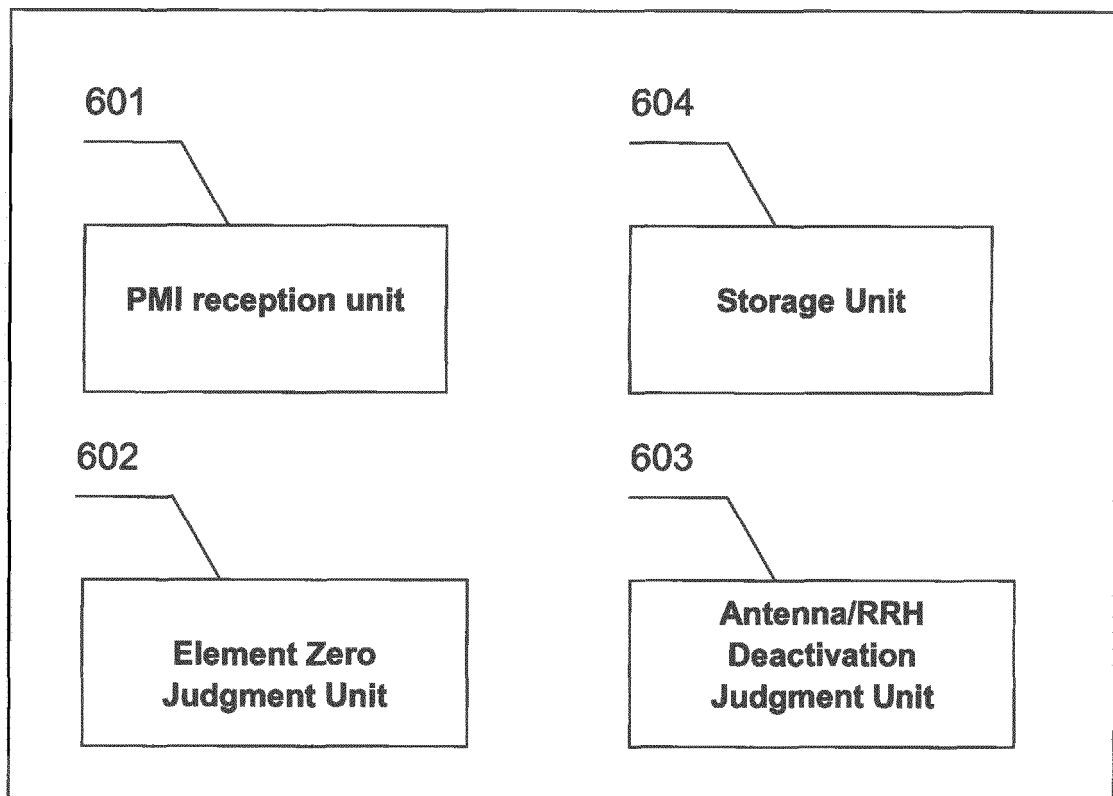 601
604
PMI reception unit
Storage Unit
602
603
Element Zero
Judgment Unit
Antenna/RRH
Deactivation
Judgment Unit